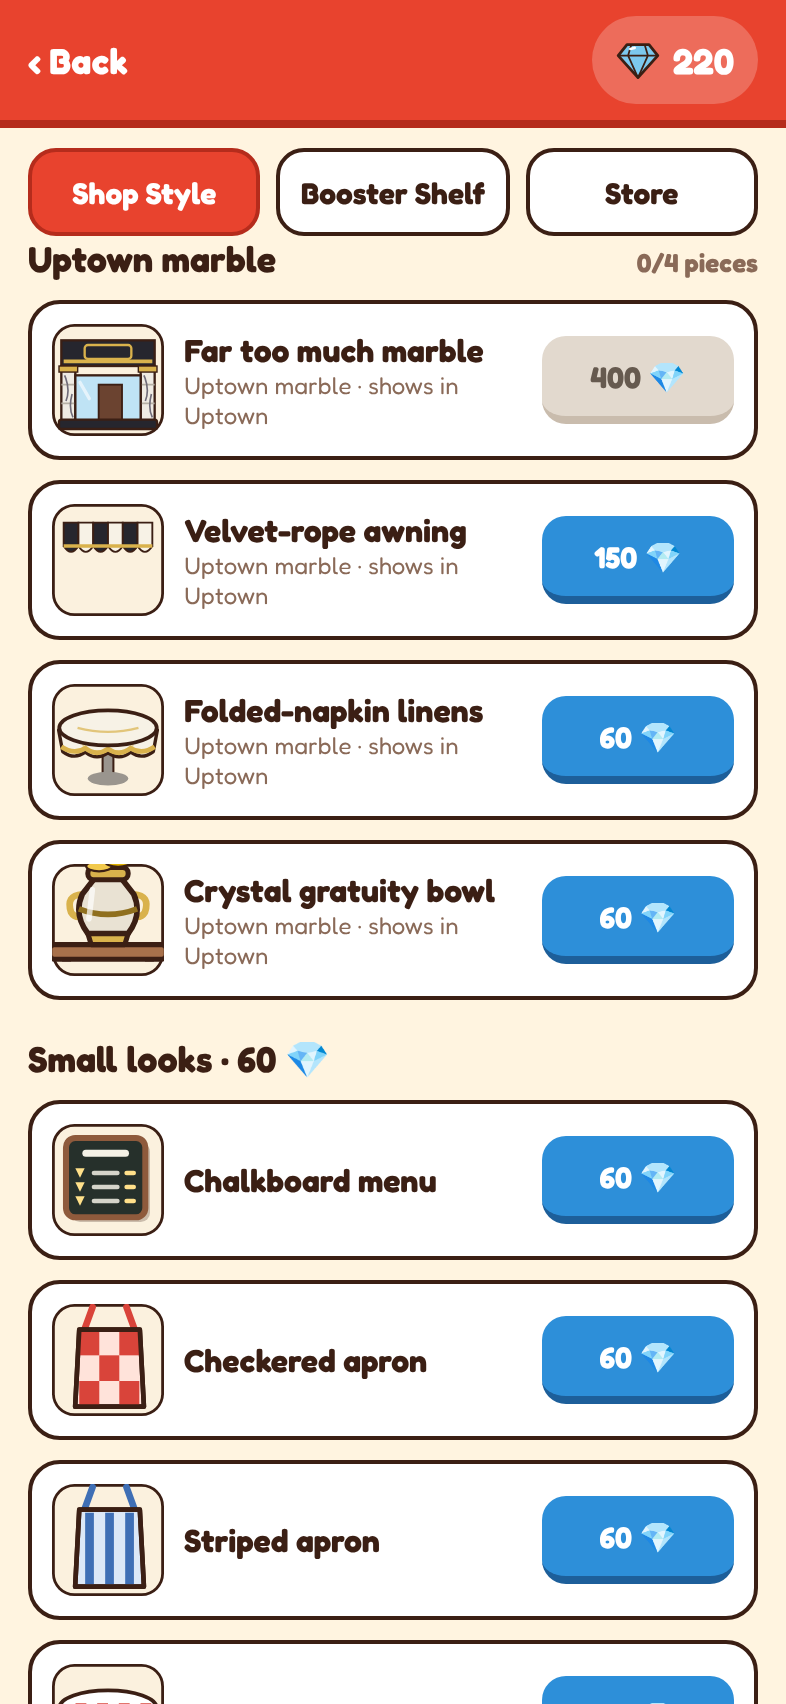 ‹ Back
220
Shop Style
Booster Shelf
Store
Uptown marble
0/4 pieces
Far too much marble
Uptown marble · shows in
Uptown
400 💎
Velvet-rope awning
Uptown marble · shows in
Uptown
150 💎
Folded-napkin linens
Uptown marble · shows in
Uptown
60 💎
Crystal gratuity bowl
Uptown marble · shows in
Uptown
60 💎
Small looks · 60 💎
Chalkboard menu
60 💎
Checkered apron
60 💎
Striped apron
60 💎